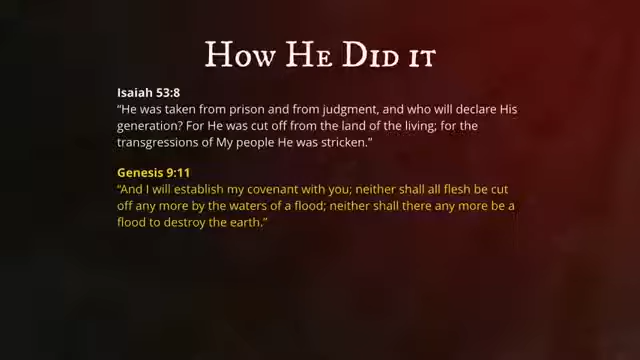 How He Did it
Isaiah 53:8
“He was taken from prison and from judgment, and who will declare His
generation? For He was cut off from the land of the living; for the
transgressions of My people He was stricken.”
Genesis 9:11
“And I will establish my covenant with you; neither shall all flesh be cut
off any more by the waters of a flood; neither shall there any more be a
flood to destroy the earth.”